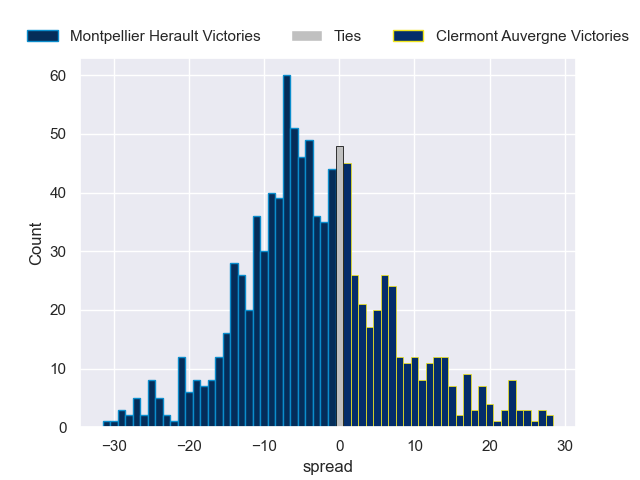 Montpellier Herault Victories Ties Clermont Auvergne Victories
60
50
40
30
20
10
0
Count
−30 −20 −10 0 10 20 30
spread